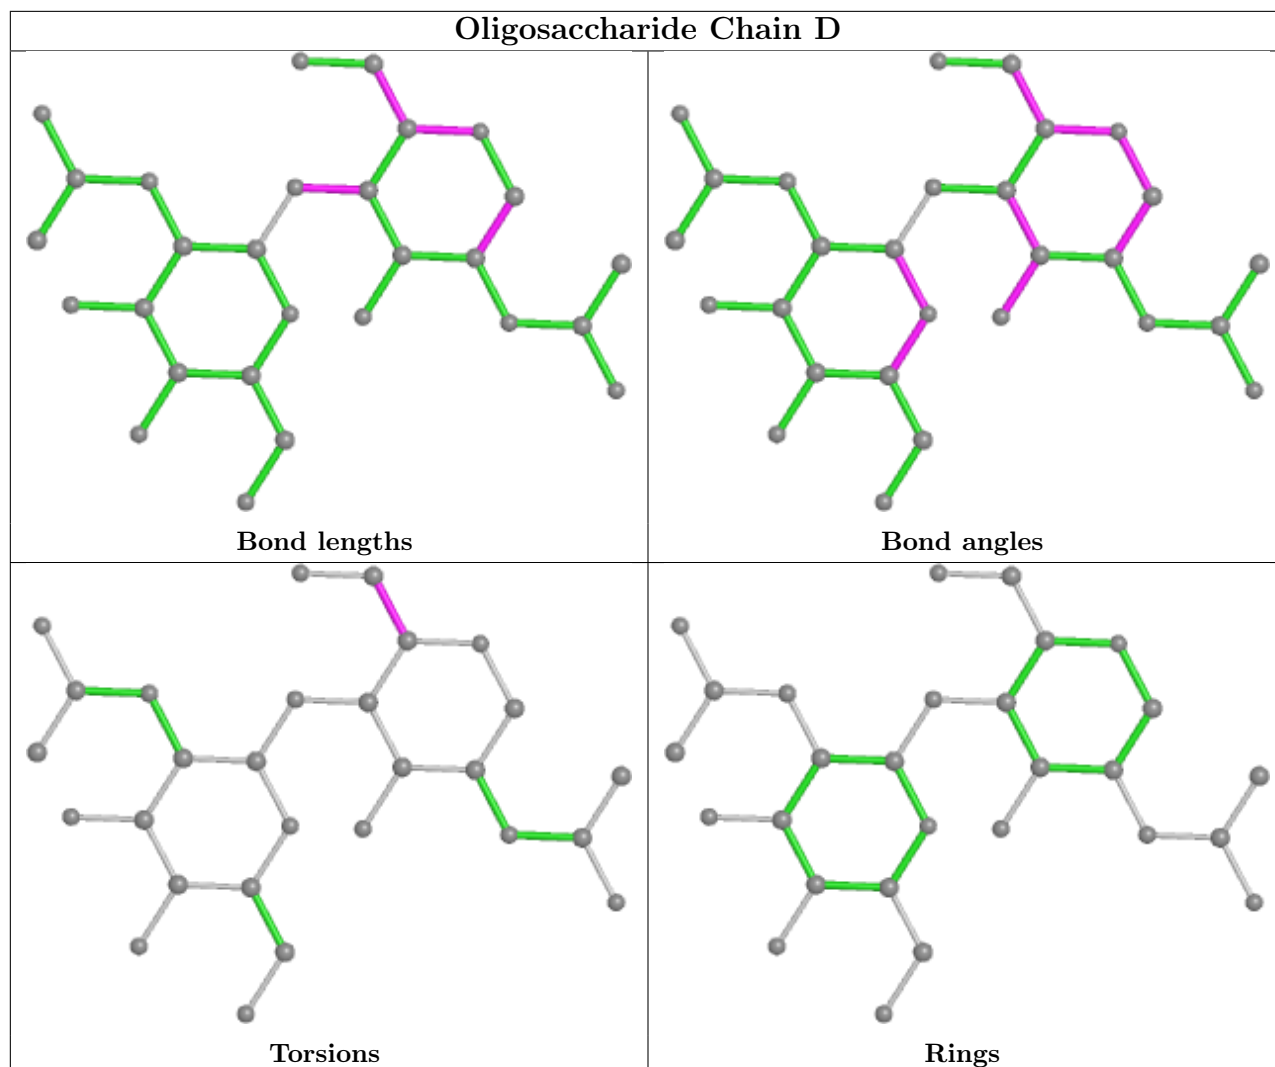 Oligosaccharide Chain D
Bond lengths
Bond angles
Torsions
Rings